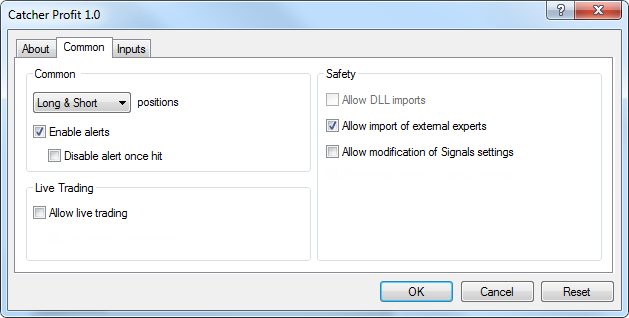 Catcher Profit 1.0
?
About
Common
Inputs
Common
Long & Short
positions
Enable alerts
Disable alert once hit
Live Trading
Allow live trading
Safety
Allow DLL imports
Allow import of external experts
Allow modification of Signals settings
OK
Cancel
Reset